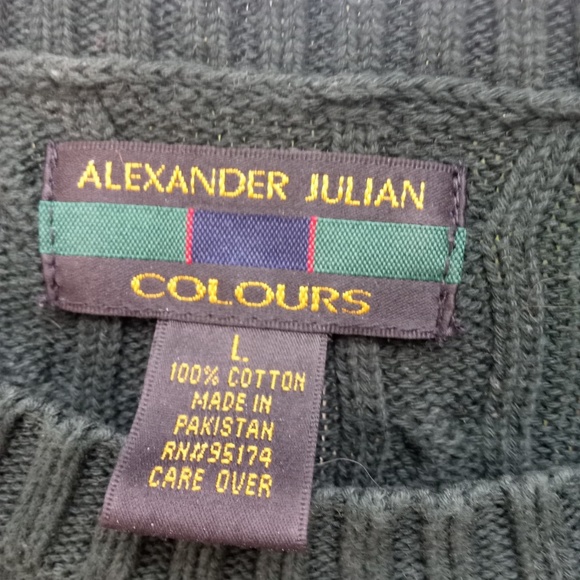 ALEXANDER JULIAN
COLOURS
L.
100% COTTON
MADE IN
PAKISTAN
RN#95174
CARE OVER